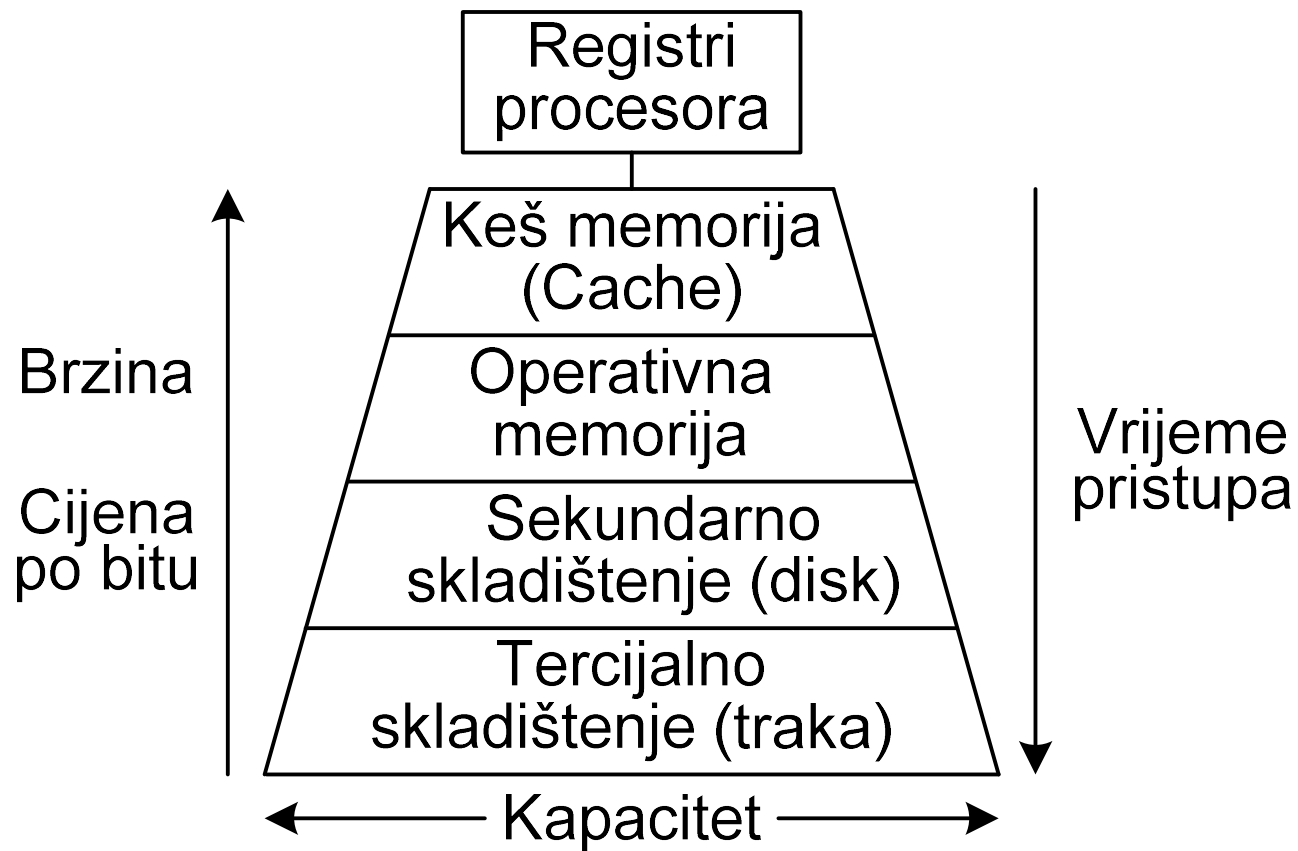 Registri
procesora
Keš memorija
(Cache)
Operativna
memorija
Sekundarno
skladištenje (disk)
Tercijalno
skladištenje (traka)
Brzina
Cijena
po bitu
Vrijeme
pristupa
Kapacitet